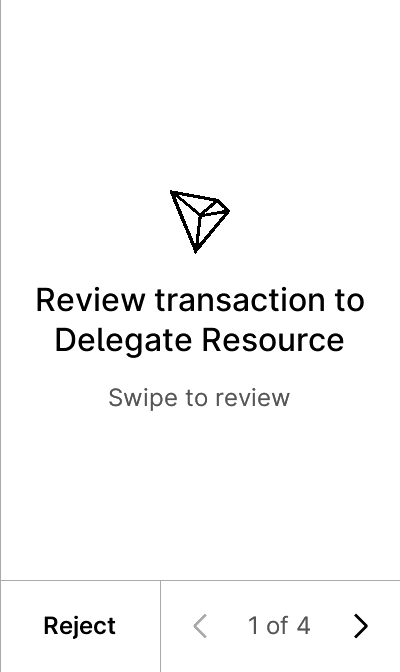 Review transaction to
Delegate Resource
Swipe to review
Reject
1 of 4